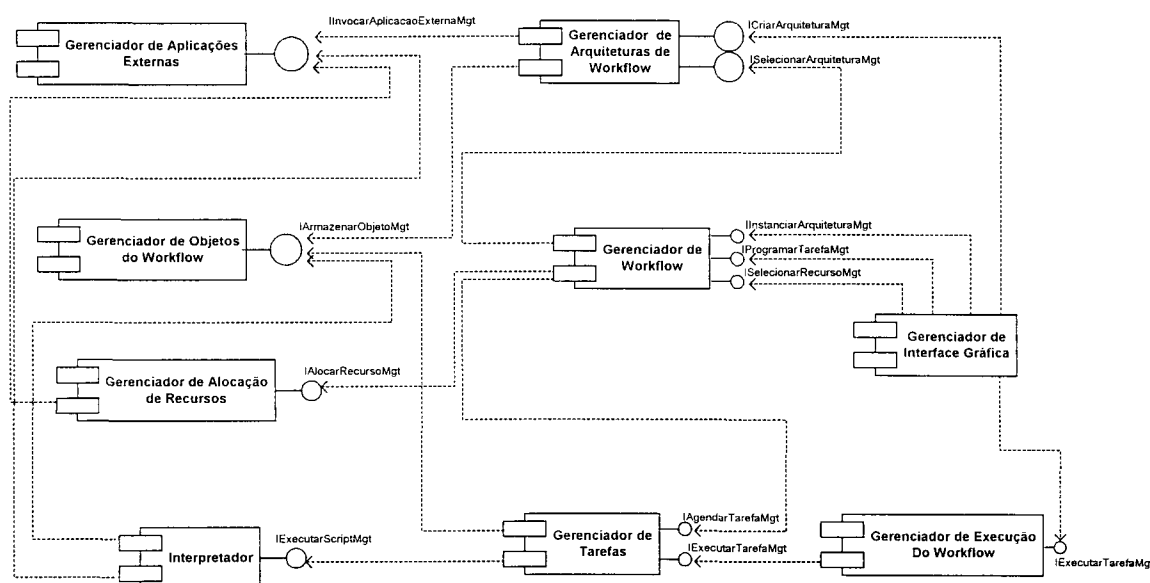 IInvocarAplicacaoExternaMgt
ICriarArquiteturaMgt
Gerenciador de Aplicações
Externas
Gerenciador de
Arquiteturas de
Workflow
ISelecionarArquiteturaMgt
IArmazenarObjetoMgt
Gerenciador de Objetos
do Workflow
Gerenciador de
Workflow
IInstanciarArquiteturaMgt
IProgramarTarefaMgt
ISelecionarRecursoMgt
Gerenciador de
Interface Gráfica
Gerenciador de Alocação
de Recursos
IAlocarRecursoMgt
Interpretador
IExecutarScriptMgt
Gerenciador de
Tarefas
IAgendarTarefaMgt
IExecutarTarefaMgt
Gerenciador de Execução
Do Workflow
IExecutarTarefaMgt